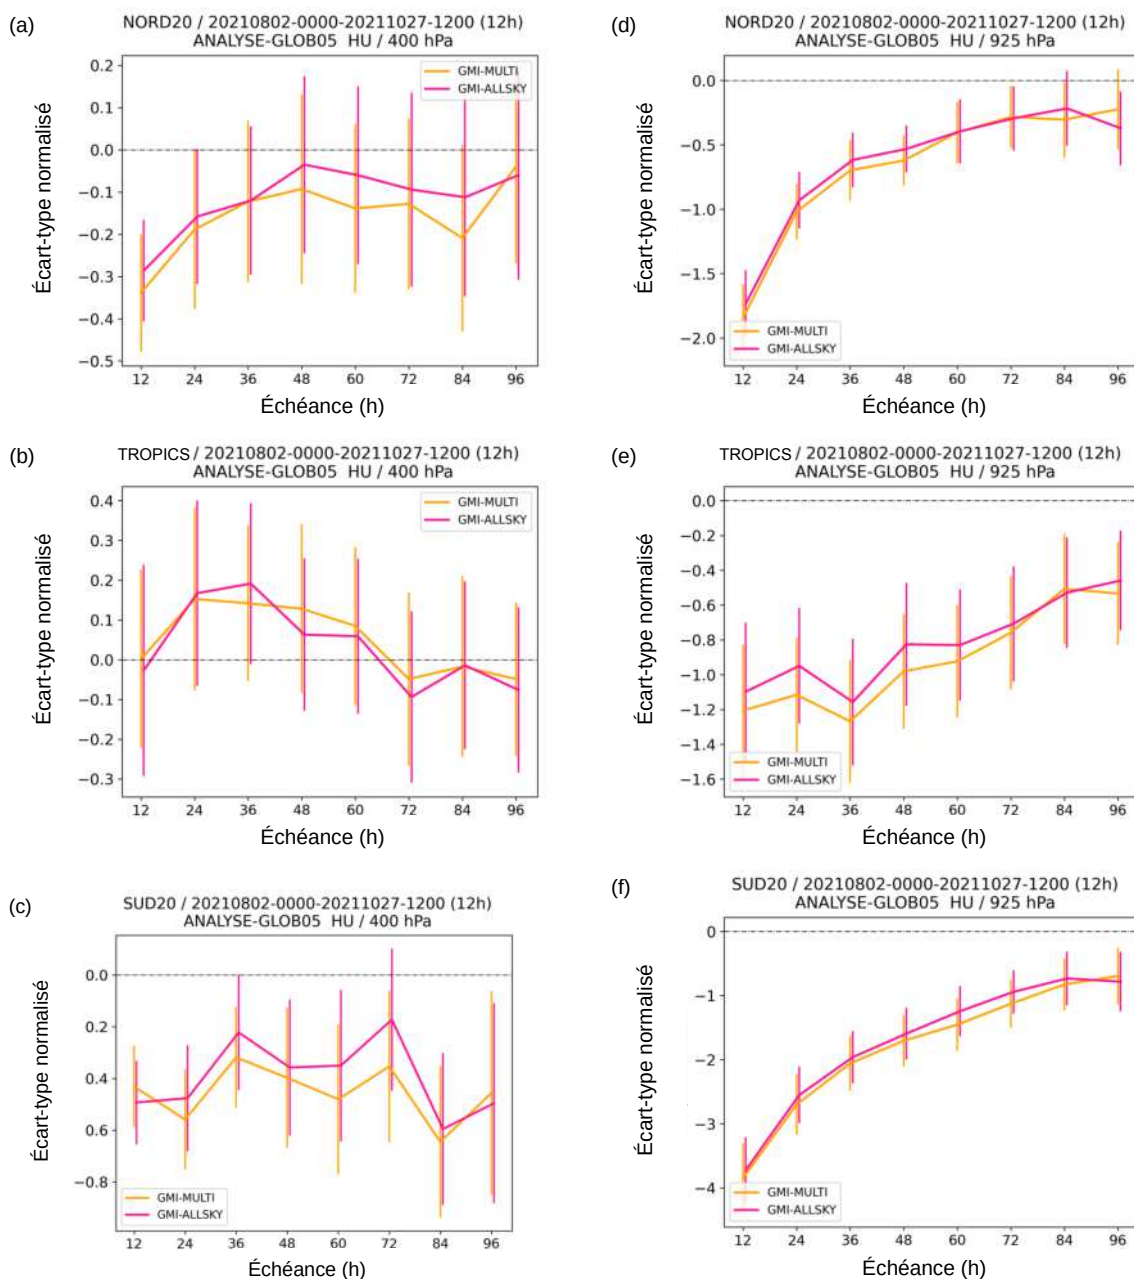 (a)
NORD20 / 20210802-0000-20211027-1200 (12h)
ANALYSE-GLOB05 HU / 400 hPa
Écart-type normalisé
0.2
0.1
0.0
−0.1
−0.2
−0.3
−0.4
−0.5
GMI-MULTI
GMI-ALLSKY
12 24 36 48 60 72 84 96
Échéance (h)
(d)
NORD20 / 20210802-0000-20211027-1200 (12h)
ANALYSE-GLOB05 HU / 925 hPa
Écart-type normalisé
0.0
−0.5
−1.0
−1.5
−2.0
GMI-MULTI
GMI-ALLSKY
12 24 36 48 60 72 84 96
Échéance (h)
(b)
TROPICS / 20210802-0000-20211027-1200 (12h)
ANALYSE-GLOB05 HU / 400 hPa
Écart-type normalisé
0.4
0.3
0.2
0.1
0.0
−0.1
−0.2
−0.3
GMI-MULTI
GMI-ALLSKY
12 24 36 48 60 72 84 96
Échéance (h)
(e)
TROPICS / 20210802-0000-20211027-1200 (12h)
ANALYSE-GLOB05 HU / 925 hPa
Écart-type normalisé
0.0
−0.2
−0.4
−0.6
−0.8
−1.0
−1.2
−1.4
−1.6
GMI-MULTI
GMI-ALLSKY
12 24 36 48 60 72 84 96
Échéance (h)
(c)
SUD20 / 20210802-0000-20211027-1200 (12h)
ANALYSE-GLOB05 HU / 400 hPa
Écart-type normalisé
0.0
0.2
0.4
0.6
−0.8
GMI-MULTI
GMI-ALLSKY
12 24 36 48 60 72 84 96
Échéance (h)
(f)
SUD20 / 20210802-0000-20211027-1200 (12h)
ANALYSE-GLOB05 HU / 925 hPa
Écart-type normalisé
0
−1
−2
−3
−4
GMI-MULTI
GMI-ALLSKY
12 24 36 48 60 72 84 96
Échéance (h)